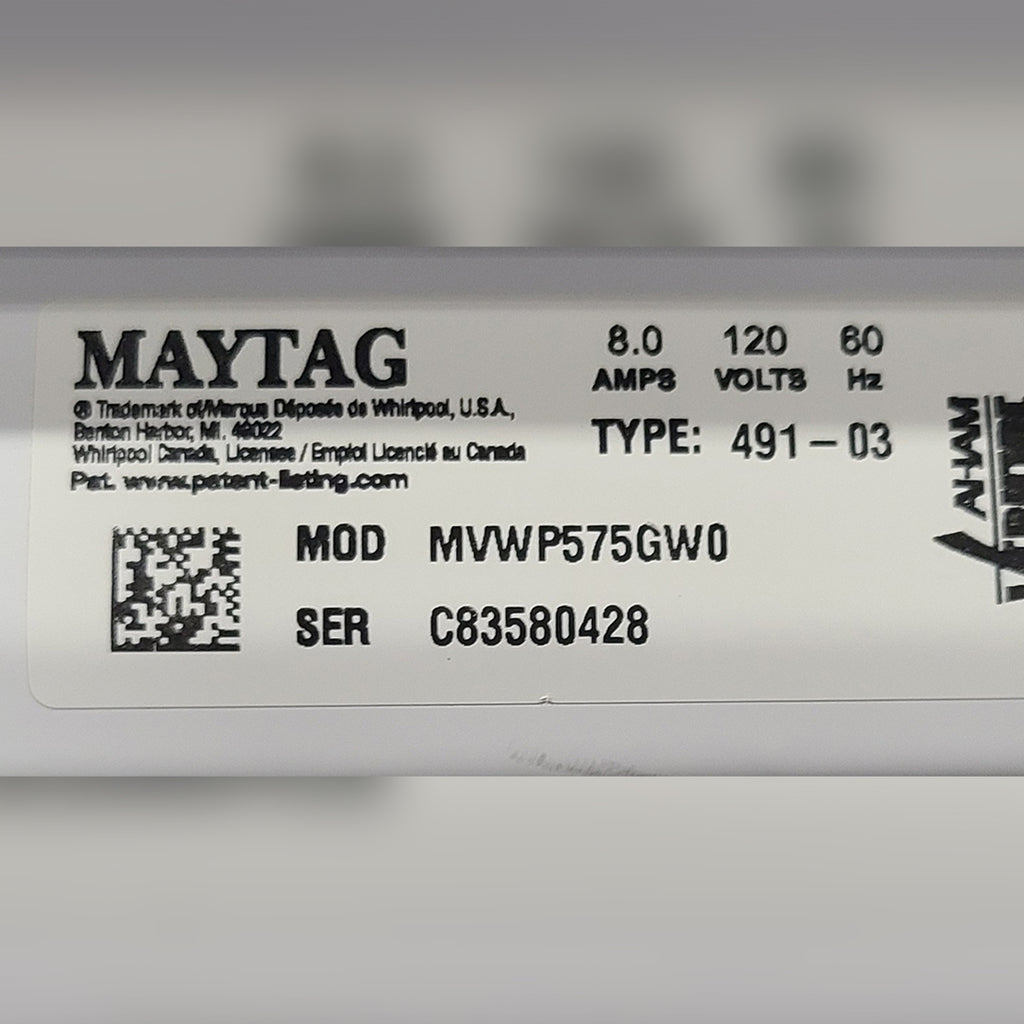 MAYTAG
® Trademark of/Marque Déposée de Whirlpool, U.S.A.,
Benton Harbor, MI. 49022
Whirlpool Canada, Licensee / Emploi Licencié au Canada
Pat. www.patent-listing.com
8.0 120 60
AMPS VOLTS Hz
TYPE: 491-03
MOD MVWP575GW0
SER C83580428
AHAM